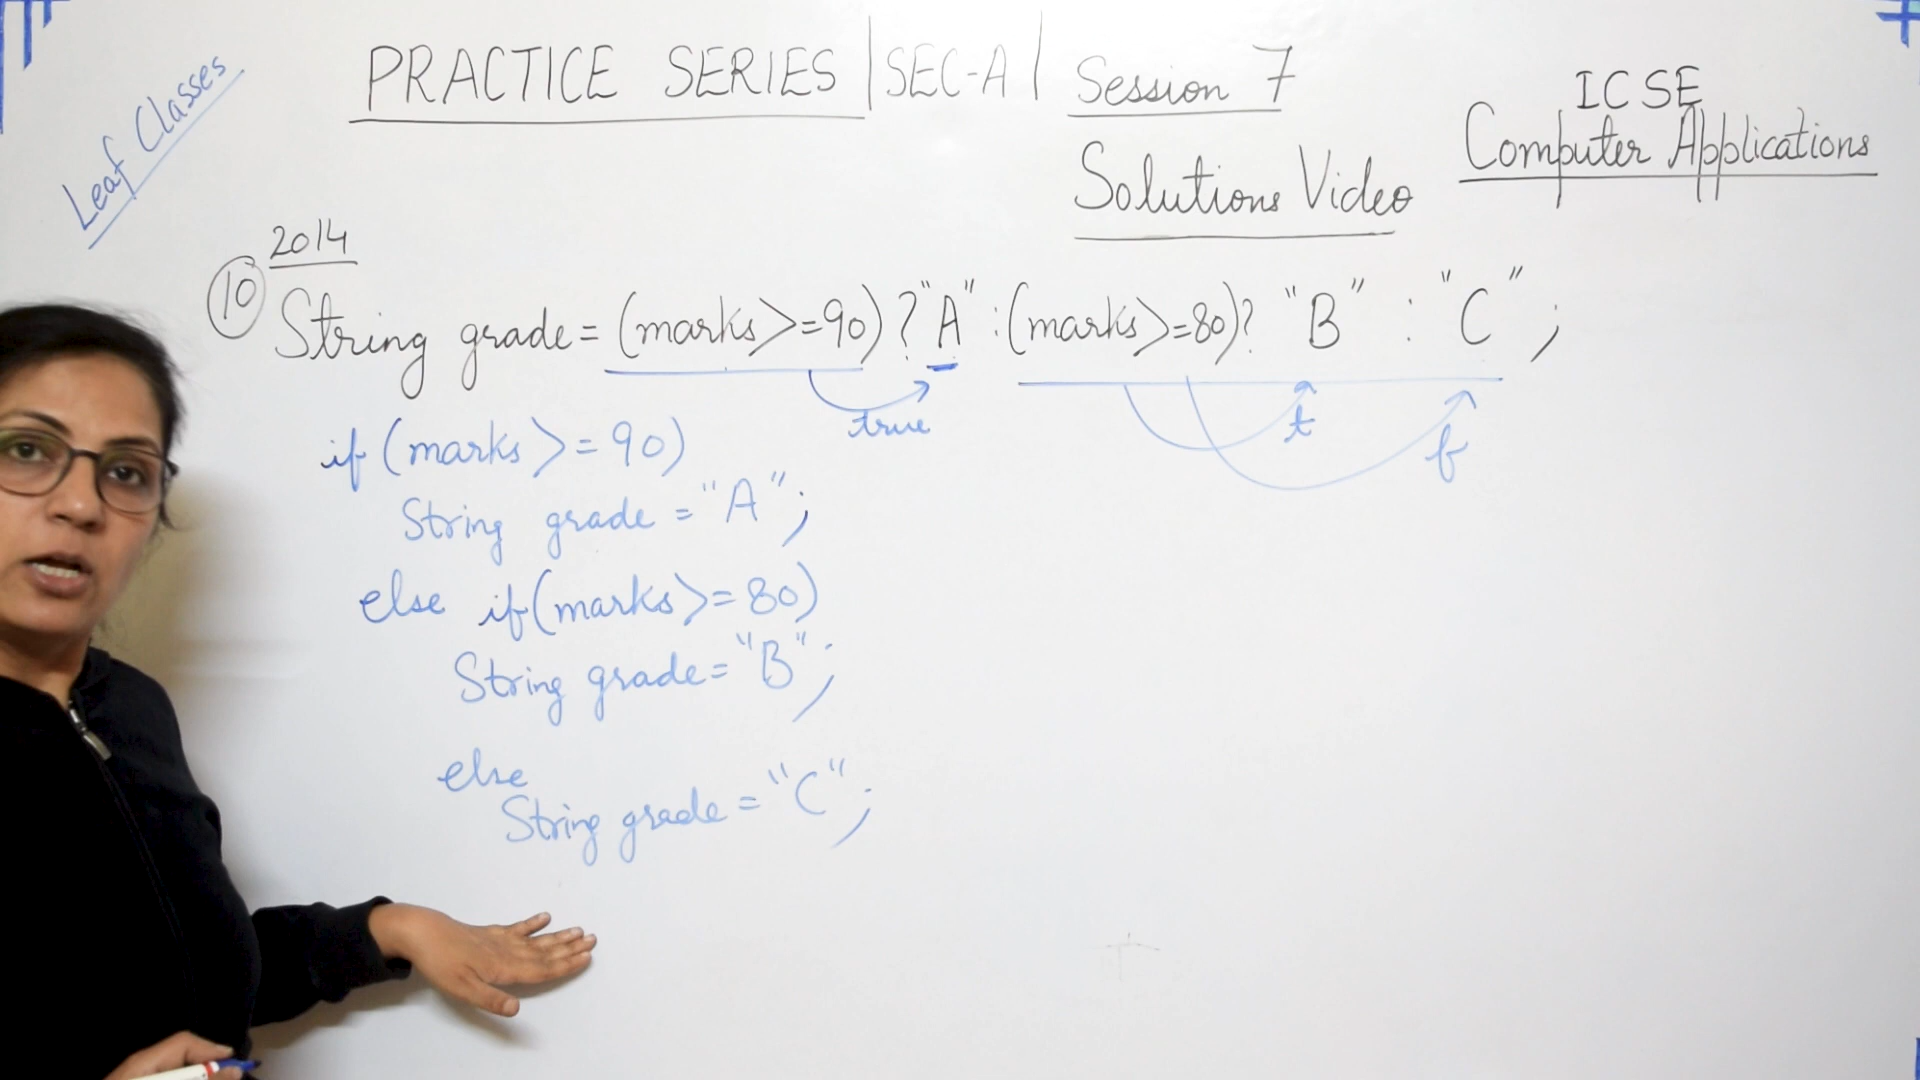 Leaf Classes
PRACTICE SERIES | SEC-A | Session 7
Solutions Video
ICSE
Computer Applications
2014
10 String grade = (marks>=90) ? "A" : (marks>=80)? "B" : "C" ;
true
t
f
if (marks>=90)
String grade = "A";
else if (marks>=80)
String grade = "B";
else
String grade = "C";